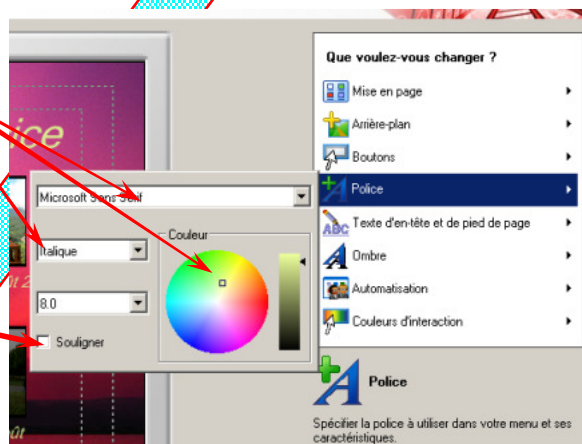 Que voulez-vous changer ?
Mise en page
Arrière-plan
Boutons
Police
Texte d'en-tête et de pied de page
Ombre
Automatisation
Couleurs d'interaction
Microsoft Sans Serif
Italique
Couleur
8.0
Souligner
Police
Spécifier la police à utiliser dans votre menu et ses
caractéristiques.